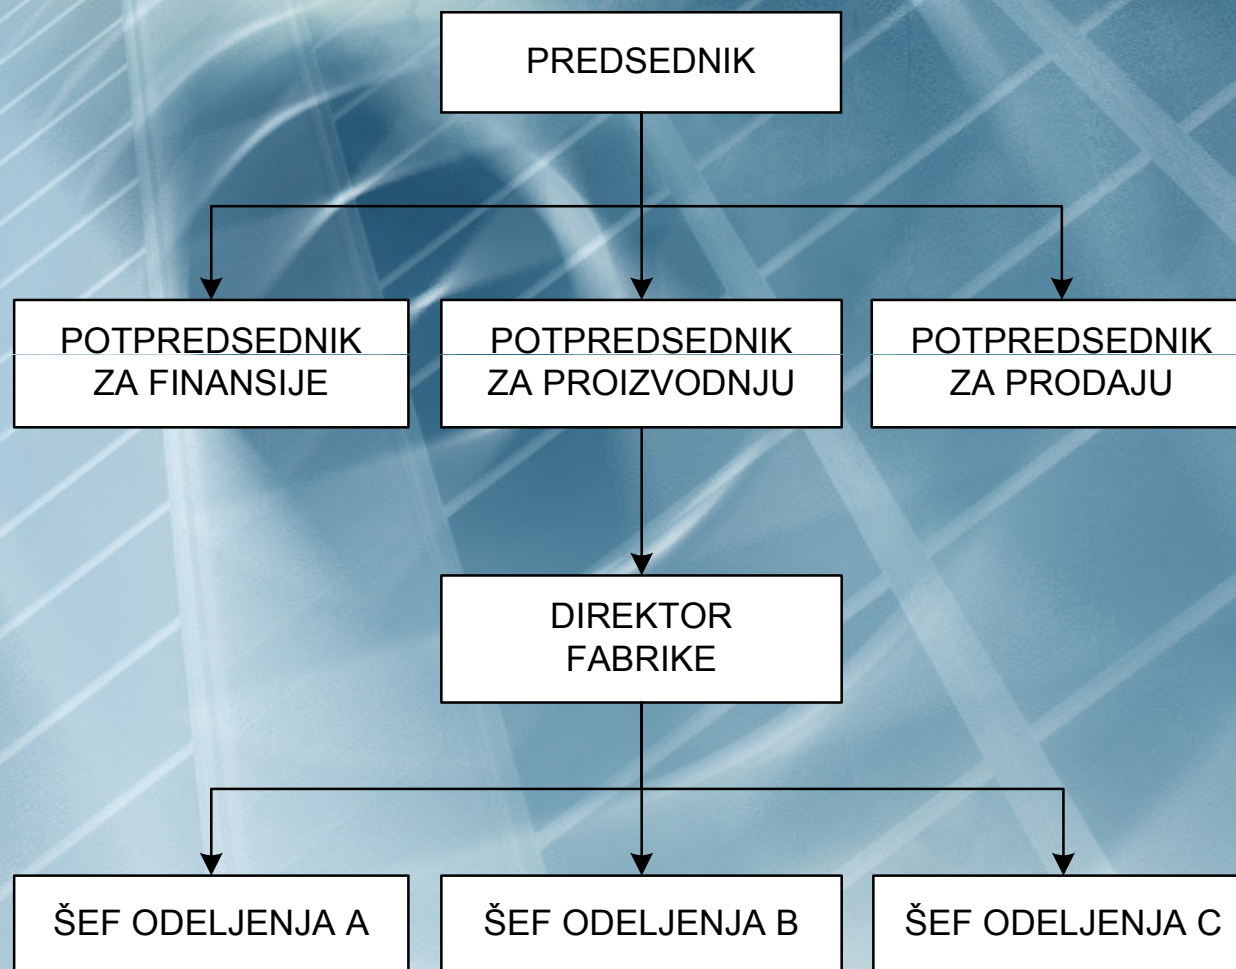 PREDSEDNIK
POTPREDSEDNIK
ZA FINANSIJE
POTPREDSEDNIK
ZA PROIZVODNJU
POTPREDSEDNIK
ZA PRODAJU
DIREKTOR
FABRIKE
ŠEF ODELJENJA A
ŠEF ODELJENJA B
ŠEF ODELJENJA C